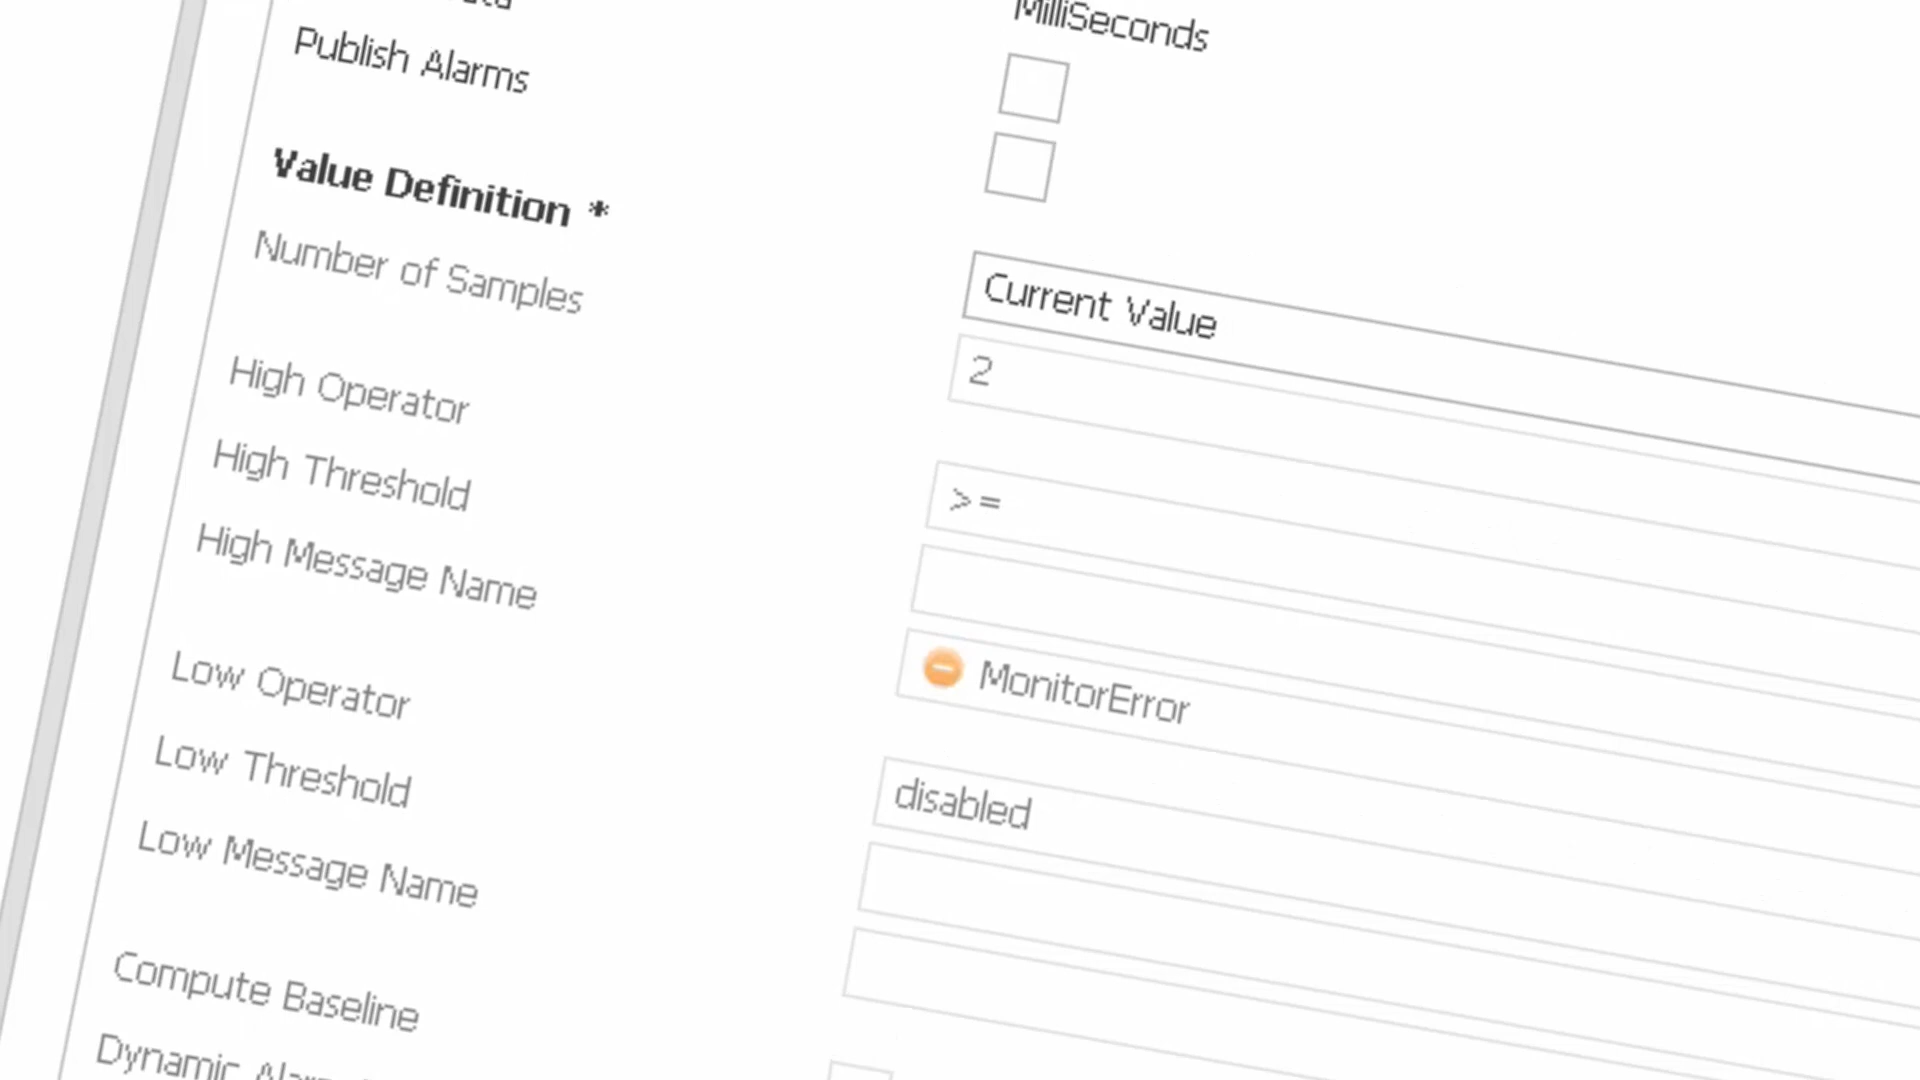 MilliSeconds
Publish Alarms
Value Definition *
Current Value
Number of Samples
2
High Operator
>=
High Threshold
High Message Name
MonitorError
Low Operator
disabled
Low Threshold
Low Message Name
Compute Baseline
Dynamic